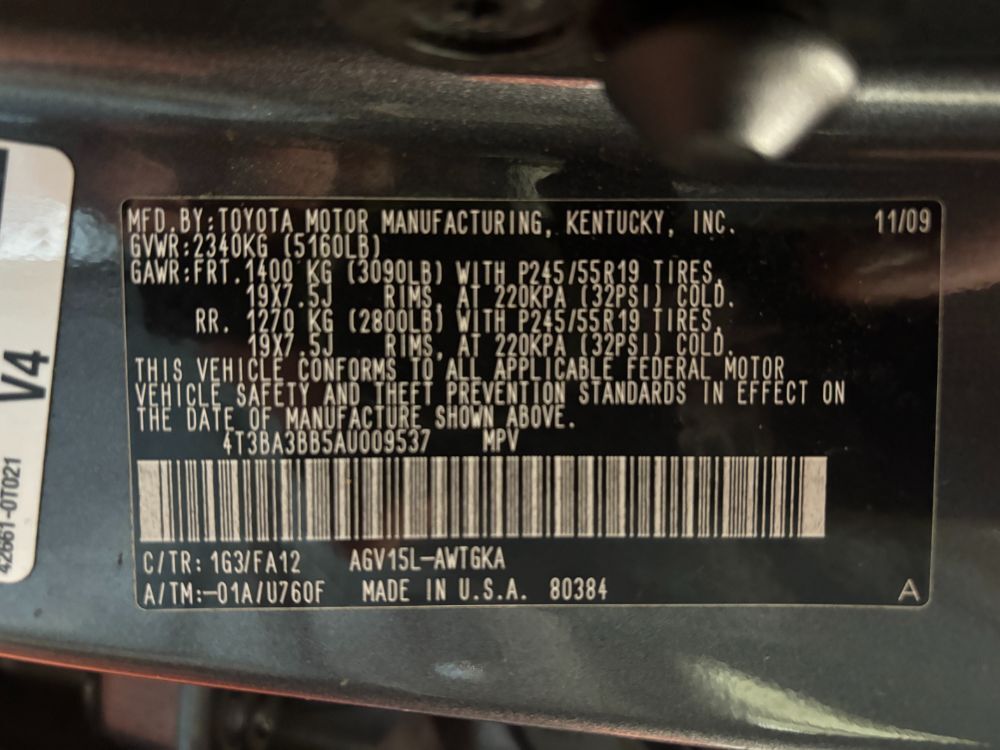 MFD.BY:TOYOTA MOTOR MANUFACTURING, KENTUCKY, INC. 11/09
GVWR:2340KG (5160LB)
GAWR:FRT.1400 KG (3090LB) WITH P245/55R19 TIRES,
19X7.5J RIMS, AT 220KPA (32PSI) COLD.
RR. 1270 KG (2800LB) WITH P245/55R19 TIRES,
19X7.5J RIMS, AT 220KPA (32PSI) COLD.
THIS VEHICLE CONFORMS TO ALL APPLICABLE FEDERAL MOTOR
VEHICLE SAFETY AND THEFT PREVENTION STANDARDS IN EFFECT ON
THE DATE OF MANUFACTURE SHOWN ABOVE.
4T3BA3BB5AU009537 MPV
C/TR: 1G3/FA12 AGV15L-AWTGKA
A/TM:-01A/U760F MADE IN U.S.A. 80384 A
V4
42661-0T021